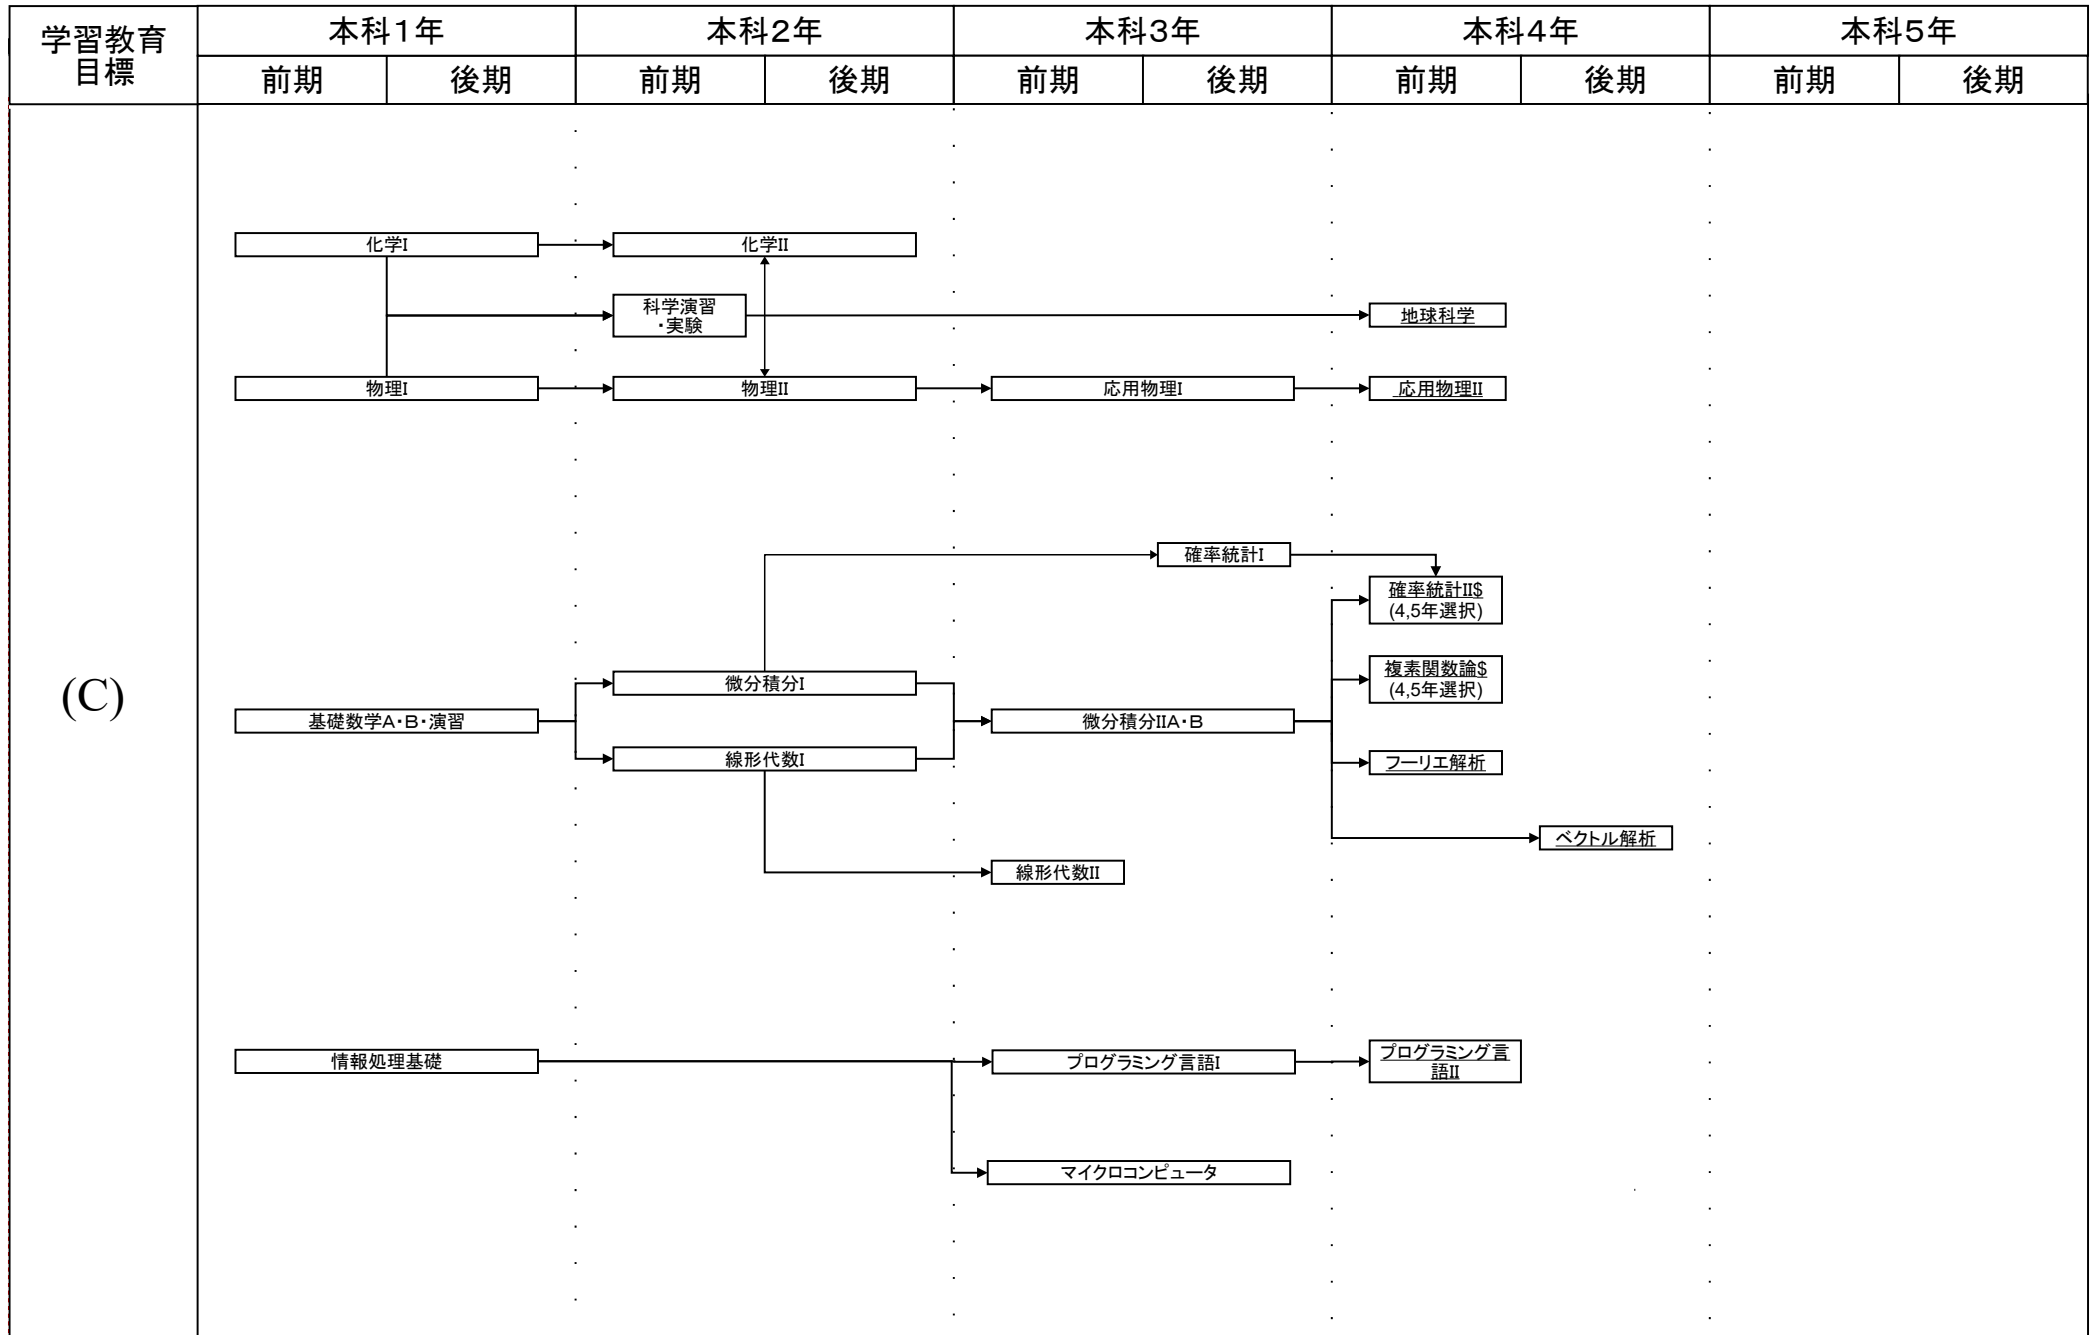 学習教育
目標
本科1年
本科2年
本科3年
本科4年
本科5年
前期
後期
前期
後期
前期
後期
前期
後期
前期
後期
(C)
化学I
化学II
科学演習
・実験
地球科学
物理I
物理II
応用物理I
応用物理II
確率統計I
確率統計II$
(4,5年選択)
微分積分I
複素関数論$
(4,5年選択)
基礎数学A・B・演習
微分積分IIA・B
線形代数I
フーリエ解析
ベクトル解析
線形代数II
情報処理基礎
プログラミング言語I
プログラミング言
語II
マイクロコンピュータ